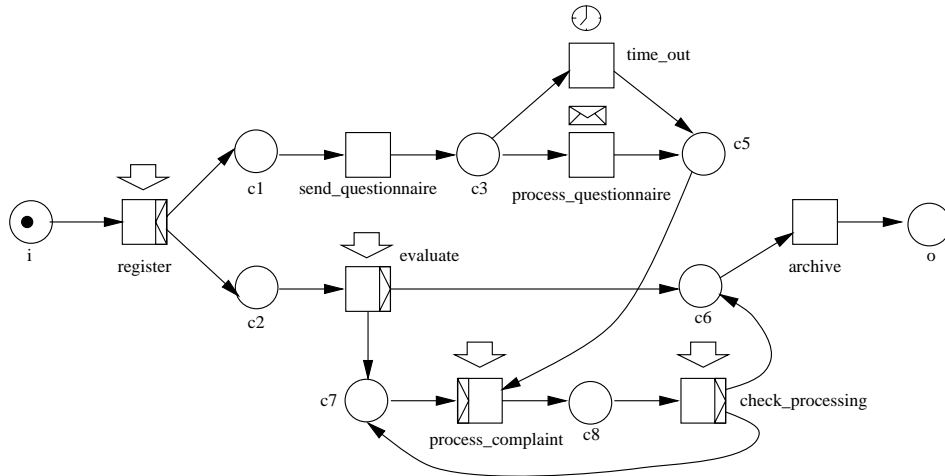 time_out
c5
c1
send_questionnaire
c3
process_questionnaire
i
register
evaluate
archive
o
c2
c6
c7
process_complaint
c8
check_processing